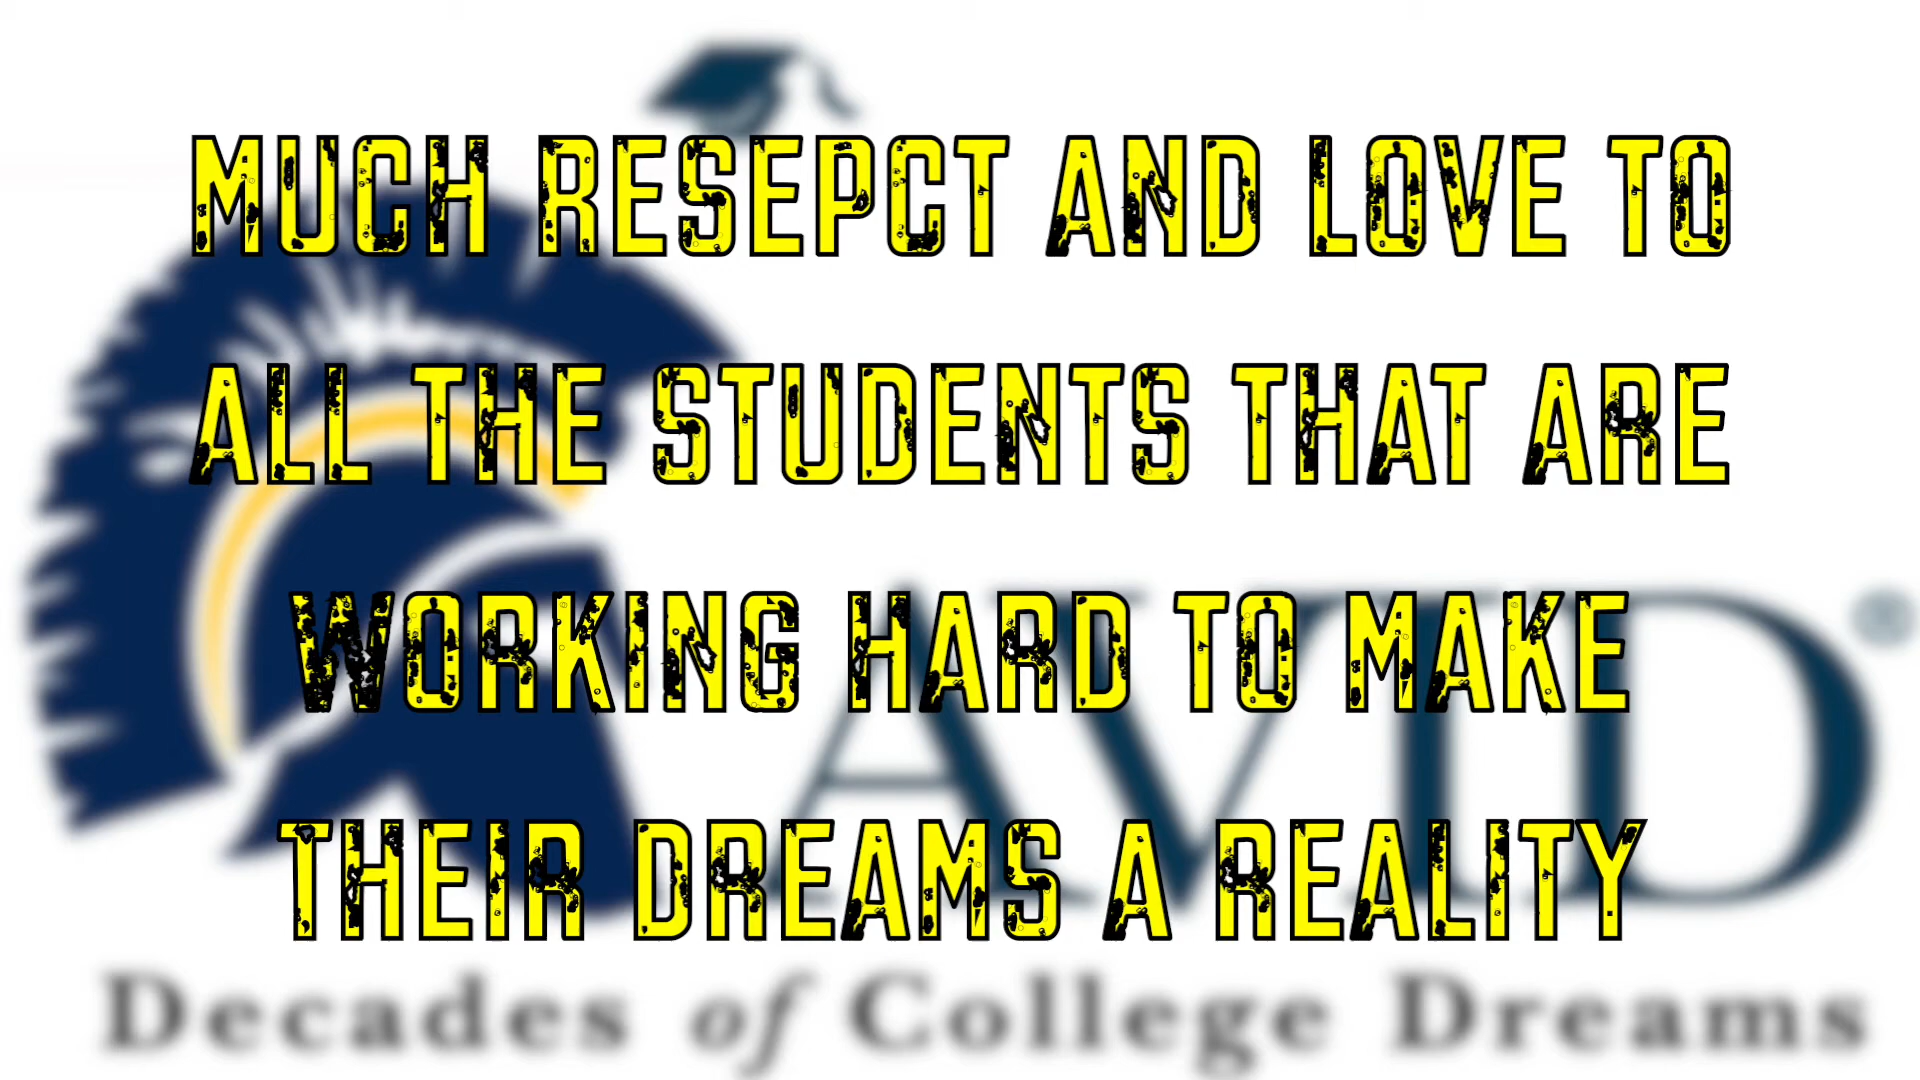 MUCH RESEPCT AND LOVE TO
ALL THE STUDENTS THAT ARE
WORKING HARD TO MAKE
THEIR DREAMS A REALITY
AVID®
Decades of College Dreams